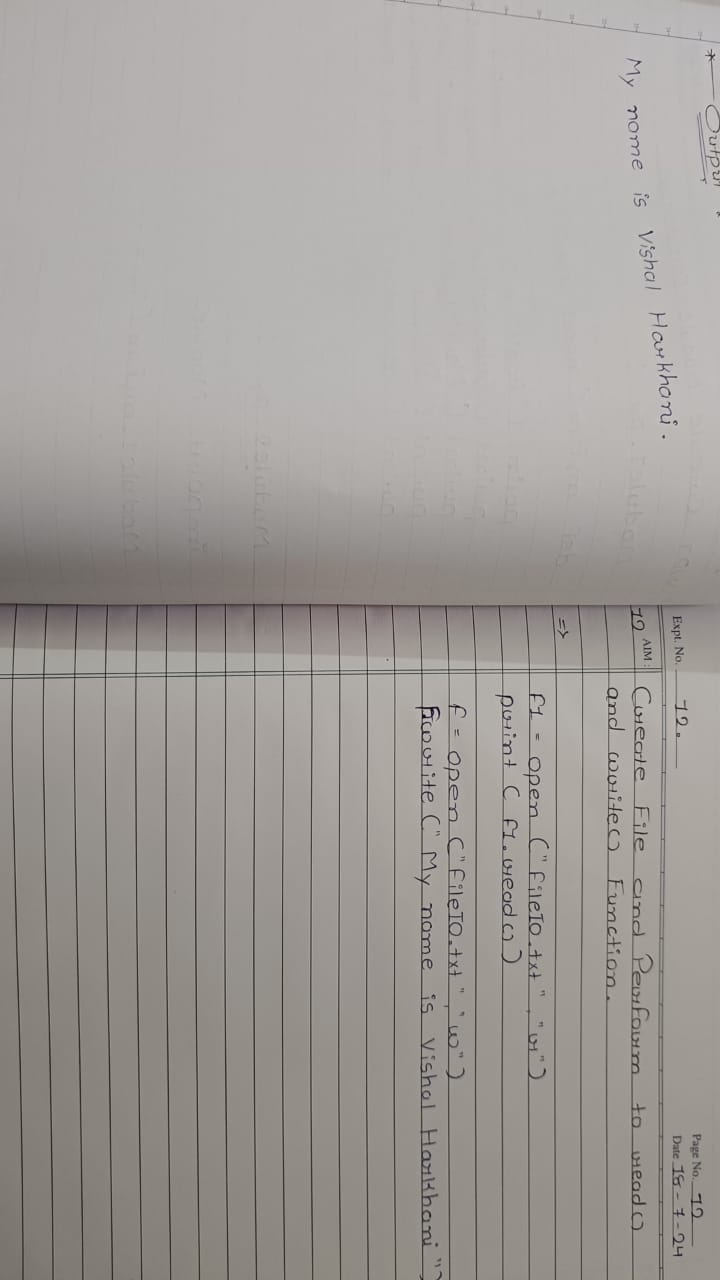 * Output
My name is Vishal Harkhani.
Expt. No. 12.
Page No. 12
Date 18-7-24
12 AIM: Create File and Perform to read()
and write() Function.
=>
f1 = open ("fileIO.txt", "r")
print ( f1.read())
f = open ("fileIO.txt", "w")
f.write (" My name is Vishal Harkhani ")